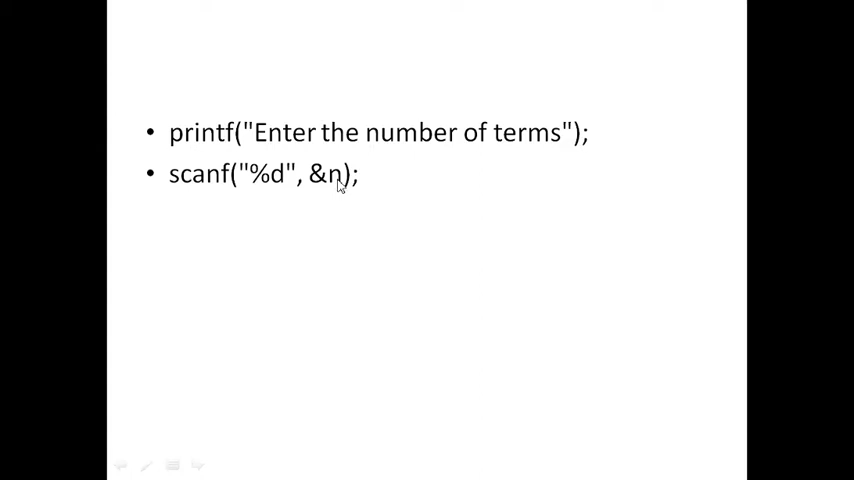 • printf("Enter the number of terms");
• scanf("%d", &n);